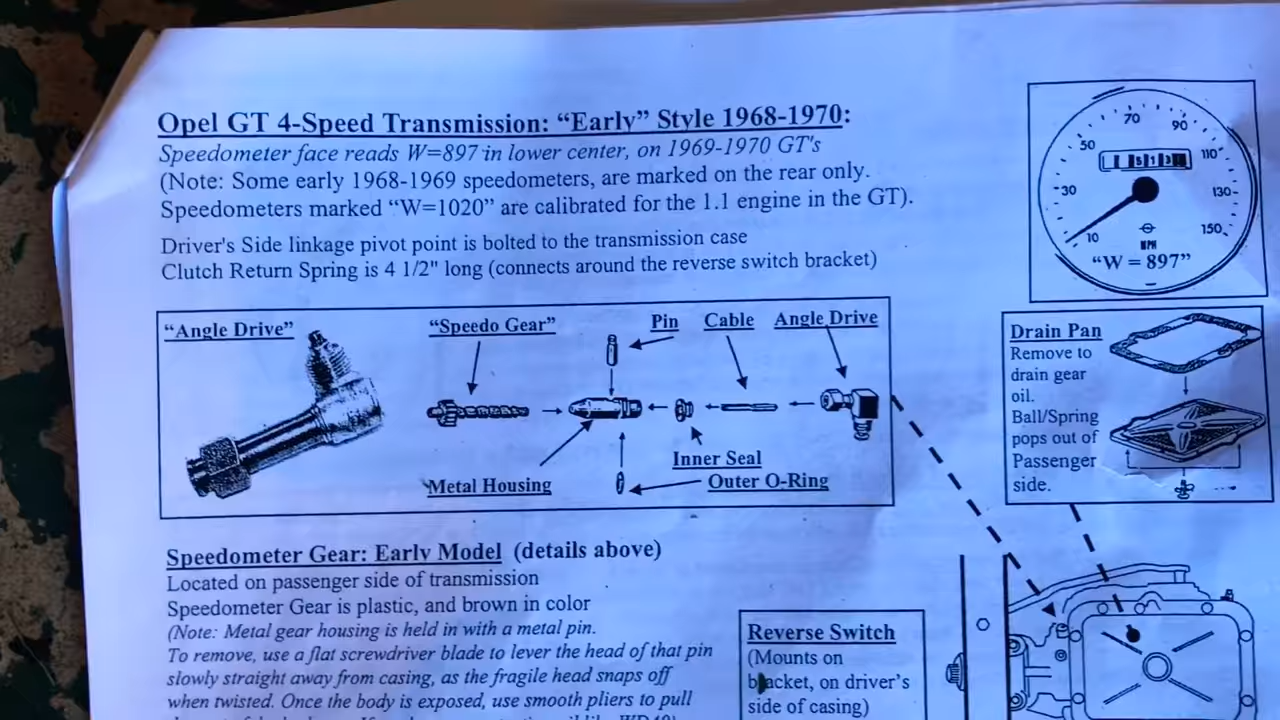 Opel GT 4-Speed Transmission: “Early” Style 1968-1970:
Speedometer face reads W=897 in lower center, on 1969-1970 GT's
(Note: Some early 1968-1969 speedometers, are marked on the rear only.
Speedometers marked “W=1020” are calibrated for the 1.1 engine in the GT).
Driver's Side linkage pivot point is bolted to the transmission case
Clutch Return Spring is 4 1/2" long (connects around the reverse switch bracket)
70
90
50
110
30
130
10
150
MPH
“W = 897”
“Angle Drive”
“Speedo Gear”
Pin
Cable
Angle Drive
Inner Seal
Metal Housing
Outer O-Ring
Drain Pan
Remove to
drain gear
oil.
Ball/Spring
pops out of
Passenger
side.
Speedometer Gear: Early Model (details above)
Located on passenger side of transmission
Speedometer Gear is plastic, and brown in color
(Note: Metal gear housing is held in with a metal pin.
To remove, use a flat screwdriver blade to lever the head of that pin
slowly straight away from casing, as the fragile head snaps off
when twisted. Once the body is exposed, use smooth pliers to pull
Reverse Switch
(Mounts on
bracket, on driver’s
side of casing)